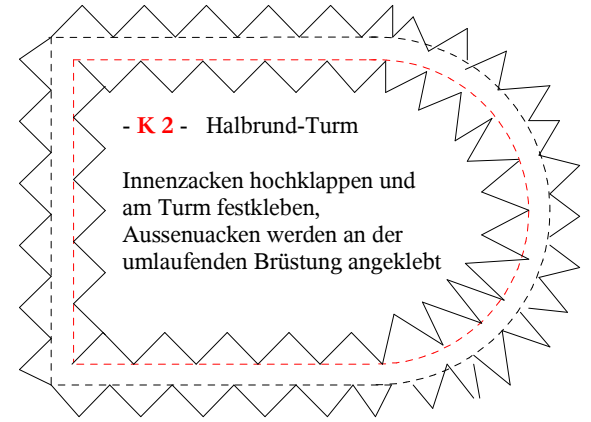 - K 2 - Halbrund-Turm
Innenzacken hochklappen und
am Turm festkleben,
Aussenuacken werden an der
umlaufenden Brüstung angeklebt